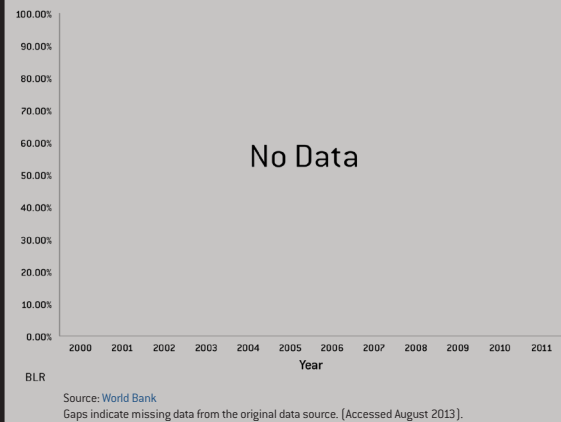 100.00%
90.00%
80.00%
70.00%
60.00%
No Data
50.00%
40.00%
30.00%
20.00%
10.00%
0.00%
2000 2001 2002 2003 2004 2005 2006 2007 2008 2009 2010 2011
Year
BLR
Source: World Bank
Gaps indicate missing data from the original data source. (Accessed August 2013).